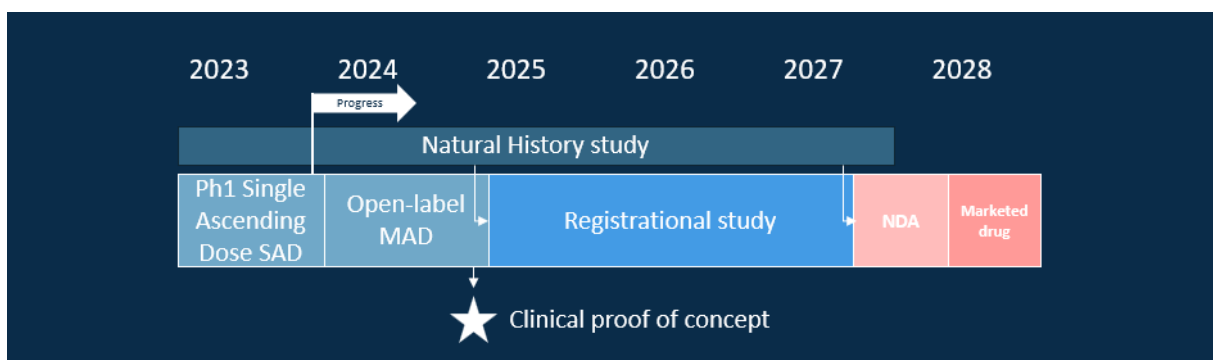 2023 2024 2025 2026 2027 2028
Progress
Natural History study
Ph1 Single
Ascending
Dose SAD
Open-label
MAD
Registrational study
NDA
Marketed
drug
Clinical proof of concept